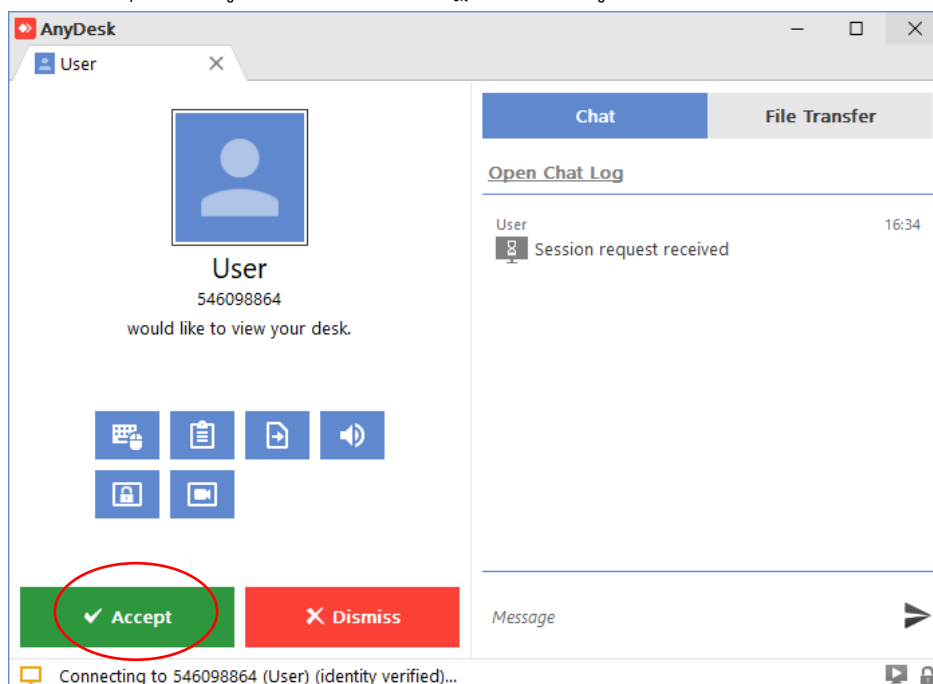 AnyDesk
User
User
546098864
would like to view your desk.
Accept
Dismiss
Chat
File Transfer
Open Chat Log
User 16:34
Session request received
Message
Connecting to 546098864 (User) (identity verified)...